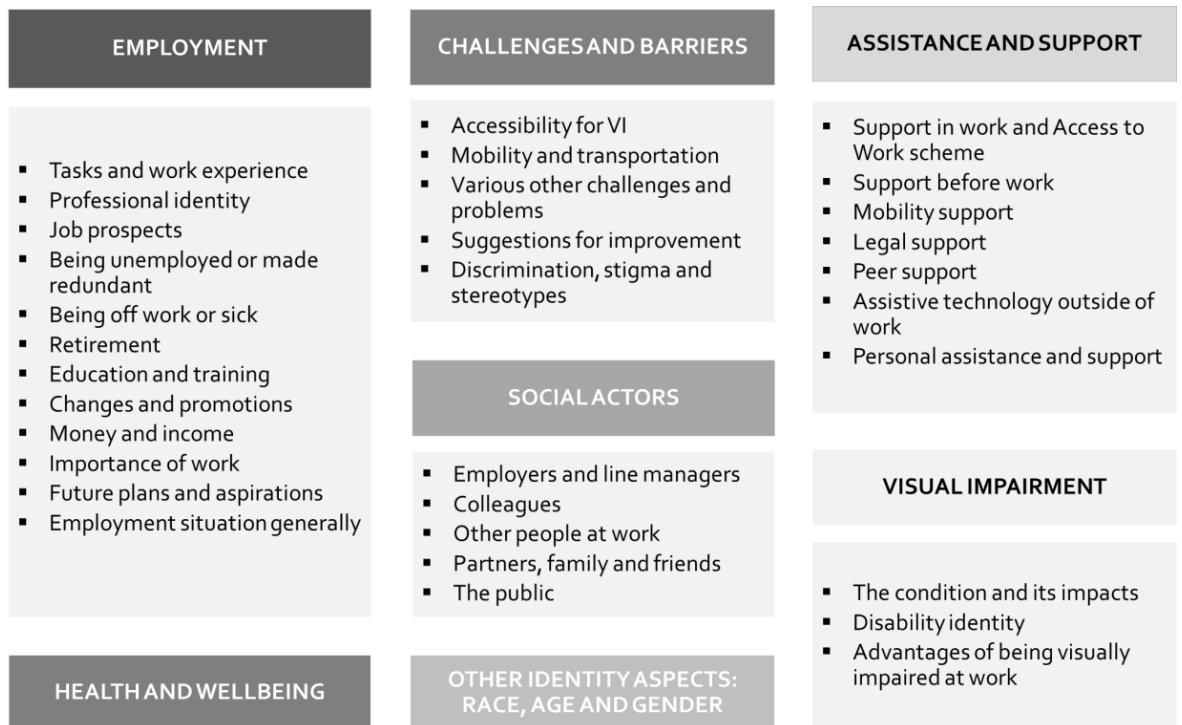 EMPLOYMENT
▪ Tasks and work experience
▪ Professional identity
▪ Job prospects
▪ Being unemployed or made
redundant
▪ Being off work or sick
▪ Retirement
▪ Education and training
▪ Changes and promotions
▪ Money and income
▪ Importance of work
▪ Future plans and aspirations
▪ Employment situation generally
HEALTH AND WELLBEING
CHALLENGES AND BARRIERS
▪ Accessibility for VI
▪ Mobility and transportation
▪ Various other challenges and
problems
▪ Suggestions for improvement
▪ Discrimination, stigma and
stereotypes
SOCIAL ACTORS
▪ Employers and line managers
▪ Colleagues
▪ Other people at work
▪ Partners, family and friends
▪ The public
OTHER IDENTITY ASPECTS:
RACE, AGE AND GENDER
ASSISTANCE AND SUPPORT
▪ Support in work and Access to
Work scheme
▪ Support before work
▪ Mobility support
▪ Legal support
▪ Peer support
▪ Assistive technology outside of
work
▪ Personal assistance and support
VISUAL IMPAIRMENT
▪ The condition and its impacts
▪ Disability identity
▪ Advantages of being visually
impaired at work